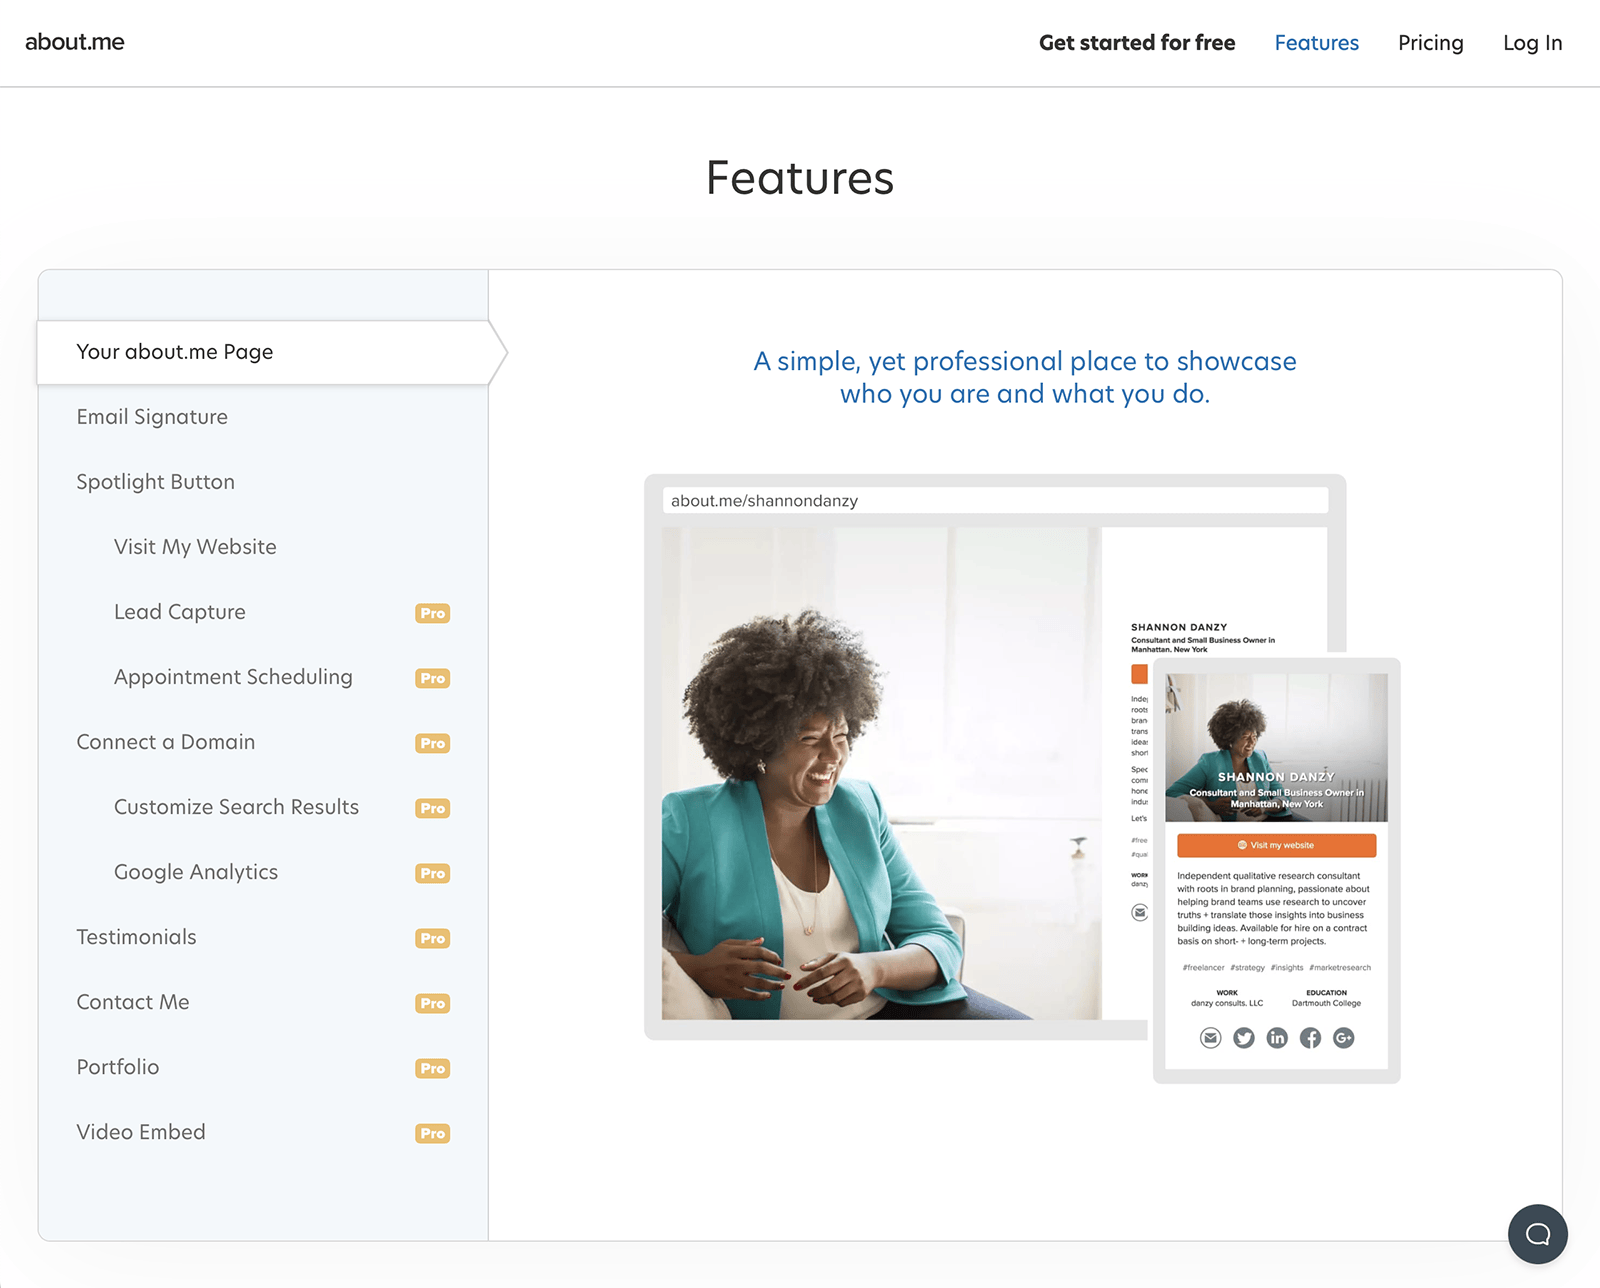 about.me
Get started for free
Features
Pricing
Log In
Features
Your about.me Page
Email Signature
Spotlight Button
Visit My Website
Lead Capture Pro
Appointment Scheduling Pro
Connect a Domain Pro
Customize Search Results Pro
Google Analytics Pro
Testimonials Pro
Contact Me Pro
Portfolio Pro
Video Embed Pro
A simple, yet professional place to showcase
who you are and what you do.
about.me/shannondanzy
SHANNON DANZY
Consultant and Small Business Owner in
Manhattan, New York
Let's
WORK
SHANNON DANZY
Consultant and Small Business Owner in
Manhattan, New York
Visit my website
Independent qualitative research consultant
with roots in brand planning, passionate about
helping brand teams use research to uncover
truths + translate those insights into business
building ideas. Available for hire on a contract
basis on short- + long-term projects.
#freelancer #strategy #insights #marketresearch
WORK
danzy consults, LLC
EDUCATION
Dartmouth College